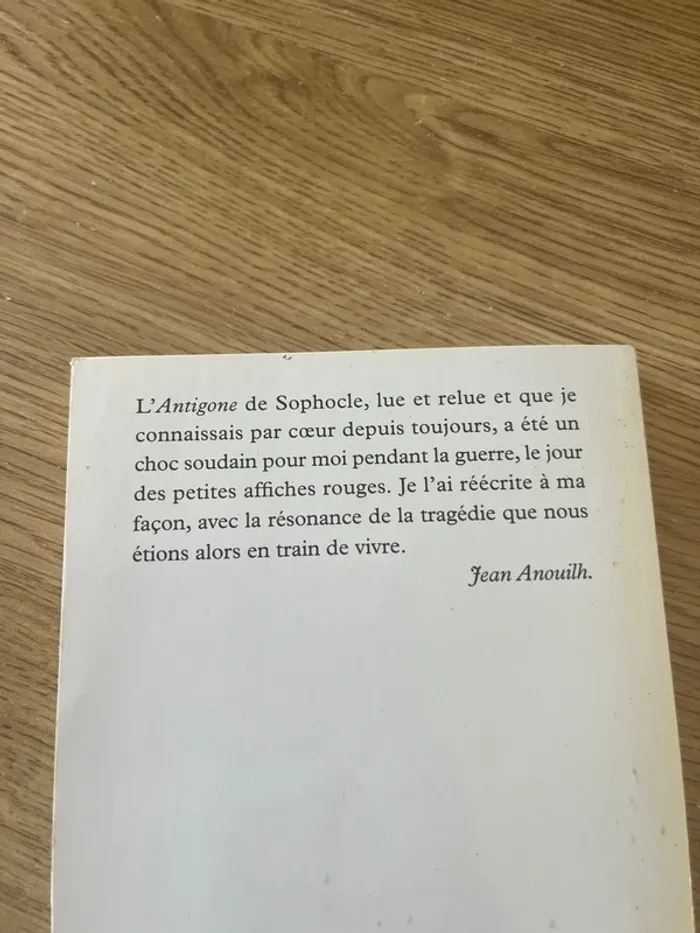 L’Antigone de Sophocle, lue et relue et que je
connaissais par cœur depuis toujours, a été un
choc soudain pour moi pendant la guerre, le jour
des petites affiches rouges. Je l’ai réécrite à ma
façon, avec la résonance de la tragédie que nous
étions alors en train de vivre.
Jean Anouilh.